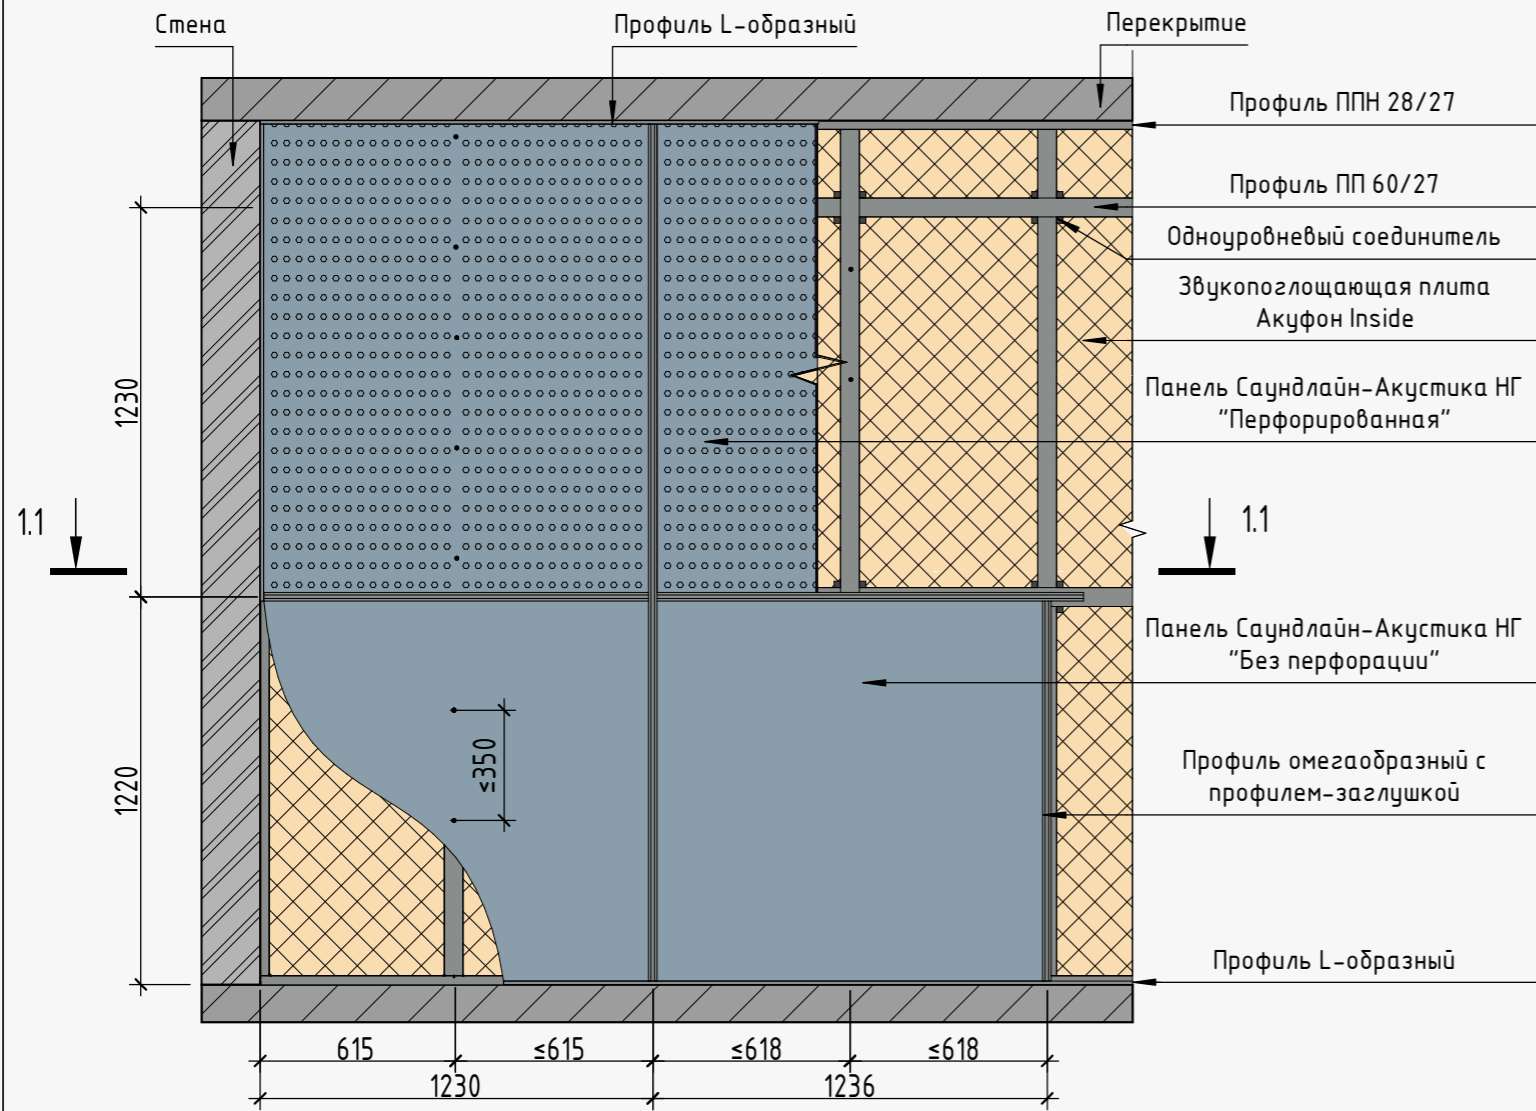 Стена
Профиль L-образный
Перекрытие
Профиль ППН 28/27
Профиль ПП 60/27
Одноуровневый соединитель
Звукопоглощающая плита
Акуфон Inside
Панель Саундлайн-Акустика НГ
"Перфорированная"
1230
1.1
1.1
Панель Саундлайн-Акустика НГ
"Без перфорации"
≤350
1220
Профиль омегаобразный с
профилем-заглушкой
Профиль L-образный
615
≤615
≤618
≤618
1230
1236